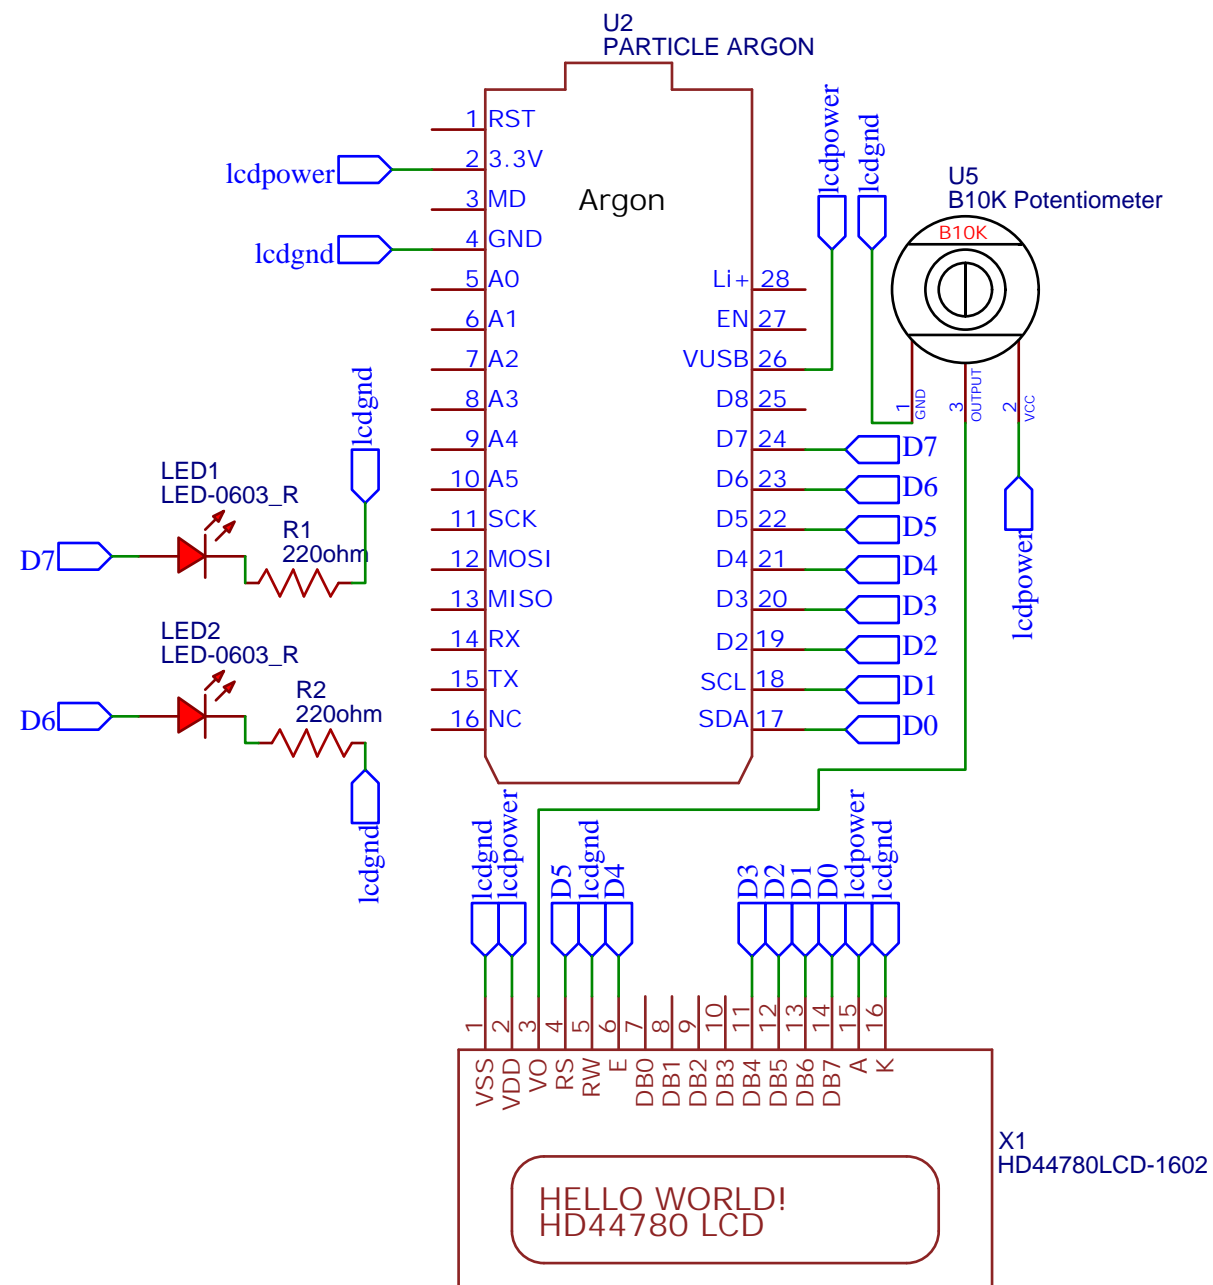 U2
PARTICLE ARGON
Argon
1 RST
2 3.3V
3 MD
4 GND
5 A0
6 A1
7 A2
8 A3
9 A4
10 A5
11 SCK
12 MOSI
13 MISO
14 RX
15 TX
16 NC
Li+ 28
EN 27
VUSB 26
D8 25
D7 24
D6 23
D5 22
D4 21
D3 20
D2 19
SCL 18
SDA 17
lcdpower
lcdgnd
lcdpower
lcdgnd
D7
D6
D5
D4
D3
D2
D1
D0
U5
B10K Potentiometer
B10K
1 GND
3 OUTPUT
2 VCC
lcdpower
LED1
LED-0603_R
D7
R1
220ohm
lcdgnd
LED2
LED-0603_R
D6
R2
220ohm
lcdgnd
lcdgnd
lcdpower
D5
lcdgnd
D4
D3
D2
D1
D0
lcdpower
lcdgnd
1 VSS
2 VDD
3 VO
4 RS
5 RW
6 E
7 DB0
8 DB1
9 DB2
10 DB3
11 DB4
12 DB5
13 DB6
14 DB7
15 A
16 K
X1
HD44780LCD-1602
HELLO WORLD!
HD44780 LCD